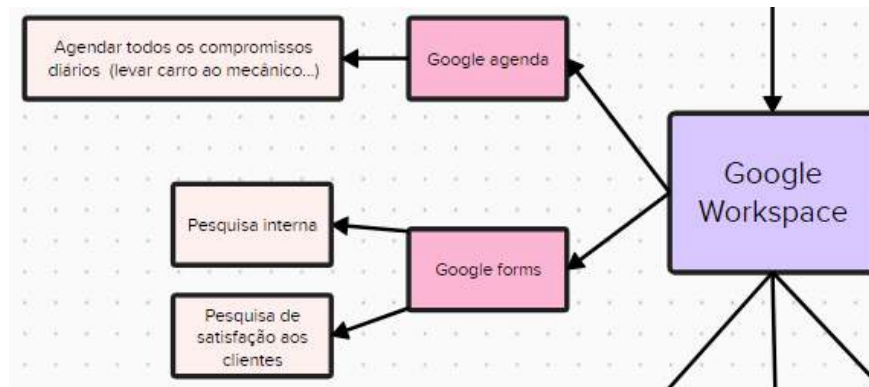 Agendar todos os compromissos
diários (levar carro ao mecânico...)
Google agenda
Google
Workspace
Pesquisa interna
Google forms
Pesquisa de
satisfação aos
clientes